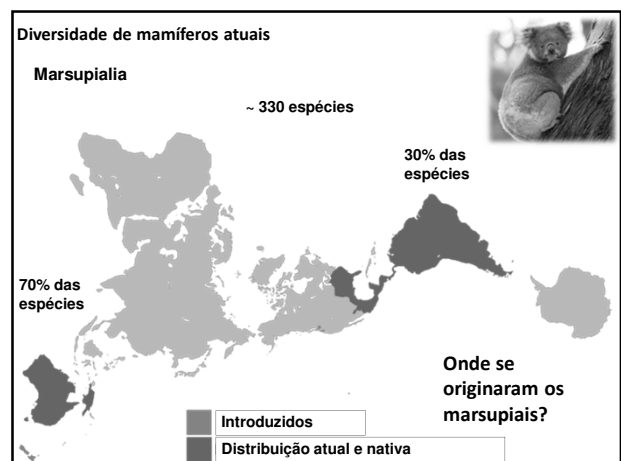 Diversidade de mamíferos atuais
Marsupialia
~ 330 espécies
30% das
espécies
70% das
espécies
Onde se
originaram os
marsupiais?
Introduzidos
Distribuição atual e nativa